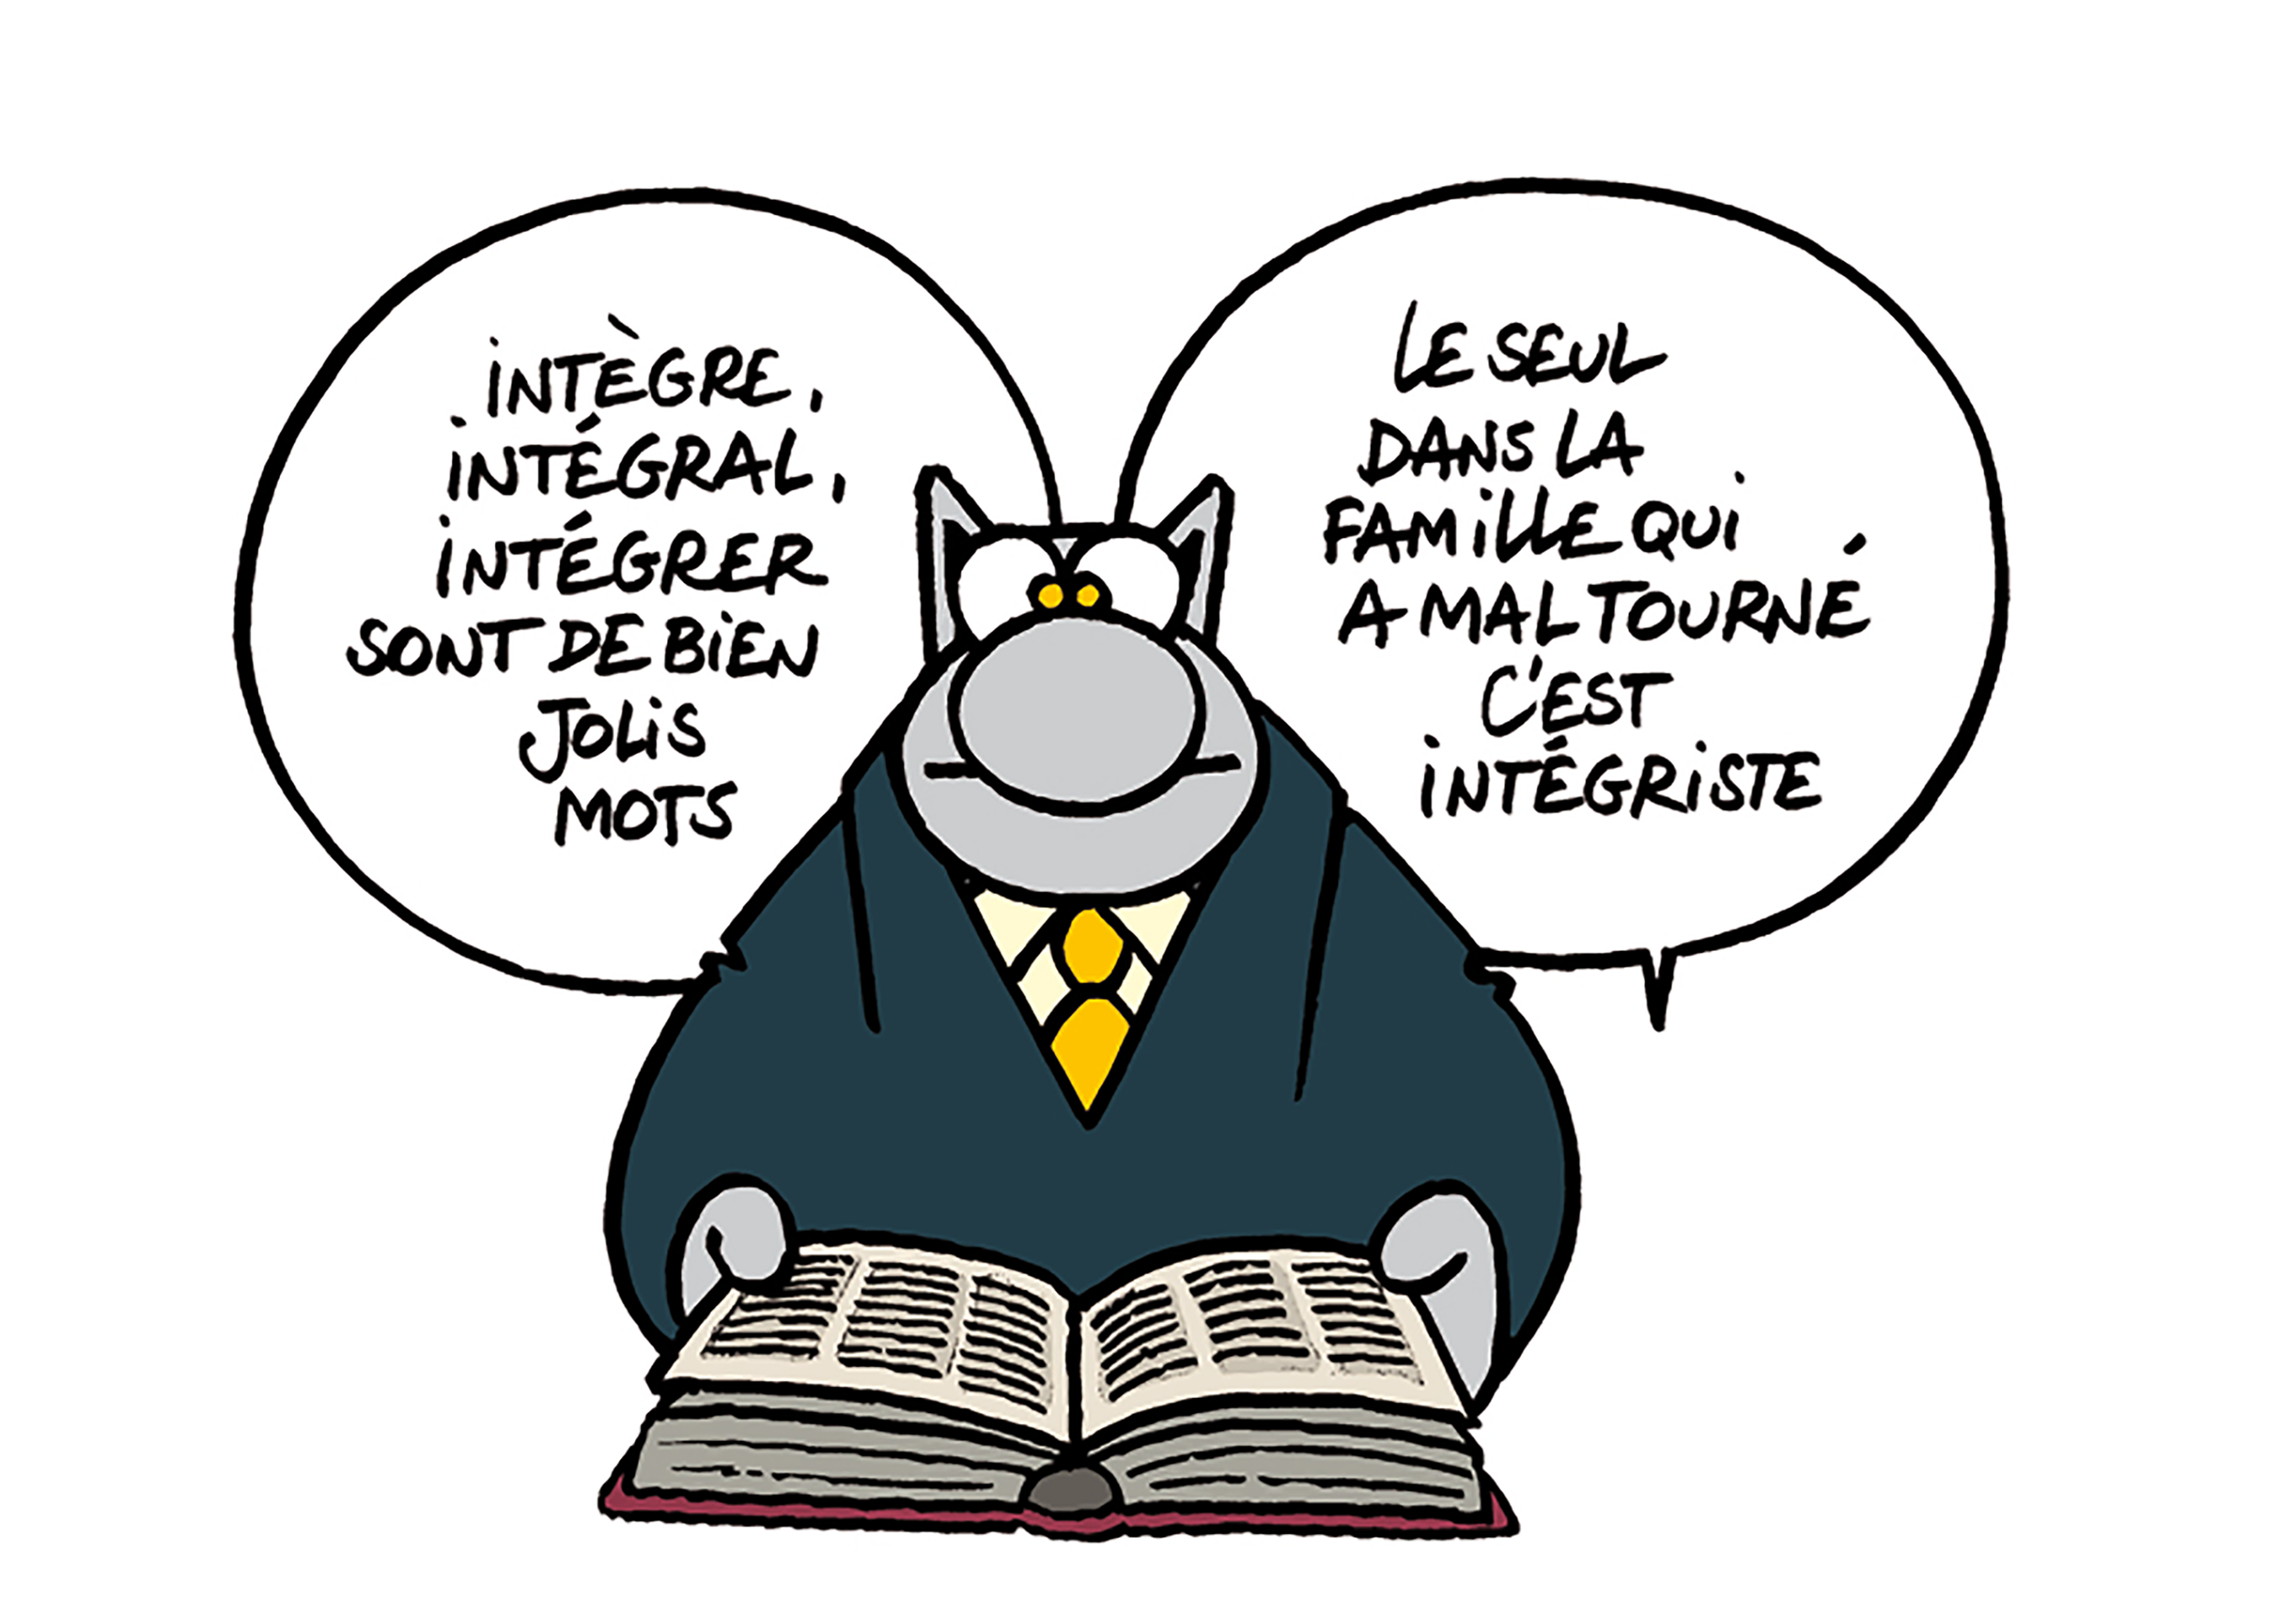 INTÈGRE,
INTÉGRAL,
INTÉGRER
SONT DE BIEN
JOLIS
MOTS
LE SEUL
DANS LA
FAMILLE QUI
A MAL TOURNÉ
C'EST
INTÉGRISTE